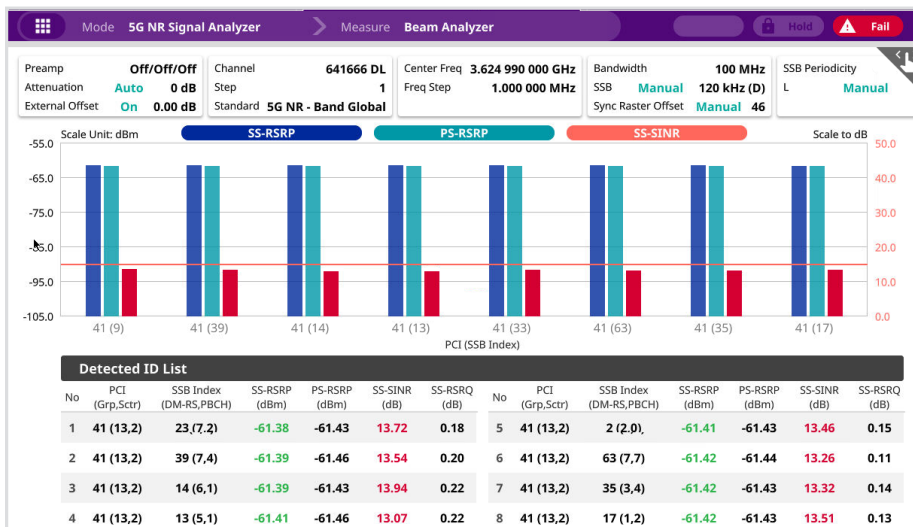 Mode 5G NR Signal Analyzer Measure Beam Analyzer Hold Fail
Preamp Off/Off/Off
Attenuation Auto 0 dB
External Offset On 0.00 dB
Channel 641666 DL
Step 1
Standard 5G NR - Band Global
Center Freq 3.624 990 000 GHz
Freq Step 1.000 000 MHz
Bandwidth 100 MHz
SSB Manual 120 kHz (D)
Sync Raster Offset Manual 46
SSB Periodicity
L Manual
Scale Unit: dBm SS-RSRP PS-RSRP SS-SINR Scale to dB
-55.0 50.0
-65.0 40.0
-75.0 30.0
-85.0 20.0
-95.0 10.0
-105.0 0.0
41 (9) 41 (39) 41 (14) 41 (13) 41 (33) 41 (63) 41 (35) 41 (17)
PCI (SSB Index)
Detected ID List
No PCI (Grp,Sctr) SSB Index (DM-RS,PBCH) SS-RSRP (dBm) PS-RSRP (dBm) SS-SINR (dB) SS-RSRQ (dB) No PCI (Grp,Sctr) SSB Index (DM-RS,PBCH) SS-RSRP (dBm) PS-RSRP (dBm) SS-SINR (dB) SS-RSRQ (dB)
1 41 (13,2) 23 (7,2) -61.38 -61.43 13.72 0.18 5 41 (13,2) 2 (2,0) -61.41 -61.43 13.46 0.15
2 41 (13,2) 39 (7,4) -61.39 -61.46 13.54 0.20 6 41 (13,2) 63 (7,7) -61.42 -61.44 13.26 0.11
3 41 (13,2) 14 (6,1) -61.39 -61.43 13.94 0.22 7 41 (13,2) 35 (3,4) -61.42 -61.43 13.32 0.14
4 41 (13,2) 13 (5,1) -61.41 -61.46 13.07 0.22 8 41 (13,2) 17 (1,2) -61.42 -61.43 13.51 0.13